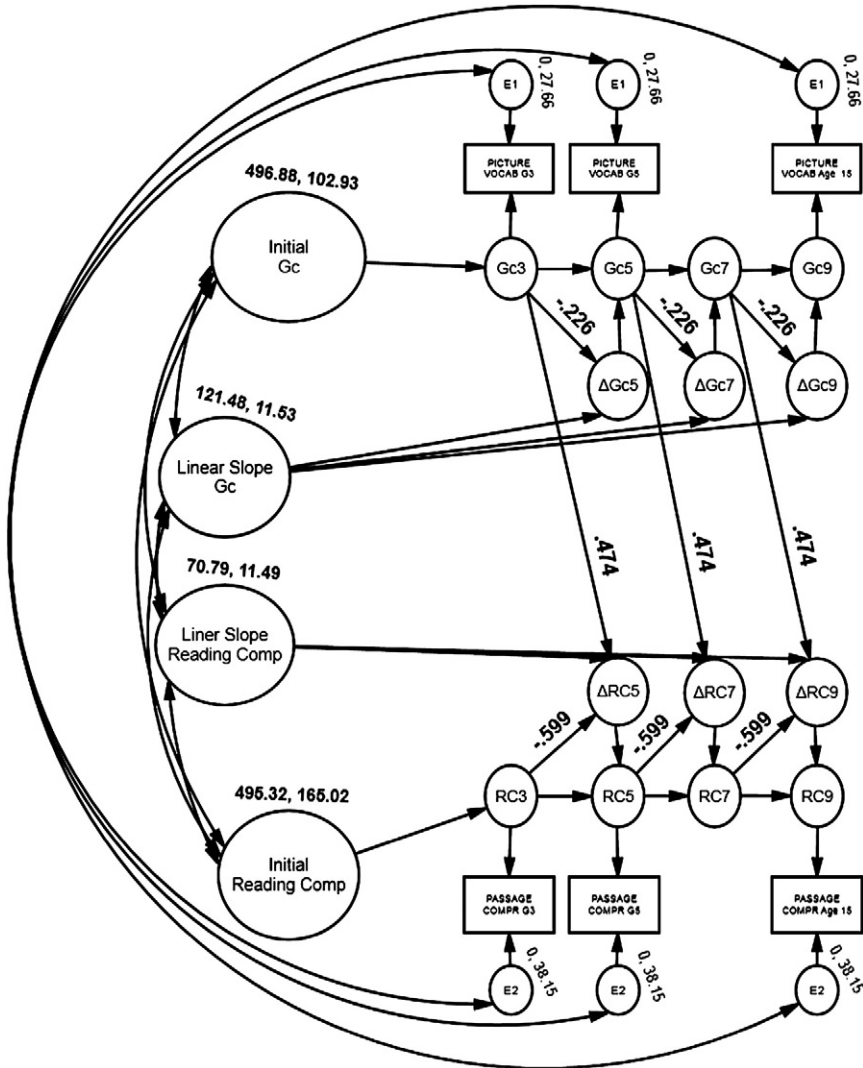 E1
0, 27.66
E1
0, 27.66
E1
0, 27.66
PICTURE
VOCAB G3
PICTURE
VOCAB G5
PICTURE
VOCAB Age 15
496.88, 102.93
Initial
Gc
Gc3
Gc5
Gc7
Gc9
-.226
-.226
-.226
ΔGc5
ΔGc7
ΔGc9
121.48, 11.53
Linear Slope
Gc
.474
.474
.474
70.79, 11.49
Liner Slope
Reading Comp
ΔRC5
ΔRC7
ΔRC9
-.599
-.599
-.599
495.32, 165.02
Initial
Reading Comp
RC3
RC5
RC7
RC9
PASSAGE
COMPR G3
PASSAGE
COMPR G5
PASSAGE
COMPR Age 15
E2
0, 38.15
E2
0, 38.15
E2
0, 38.15